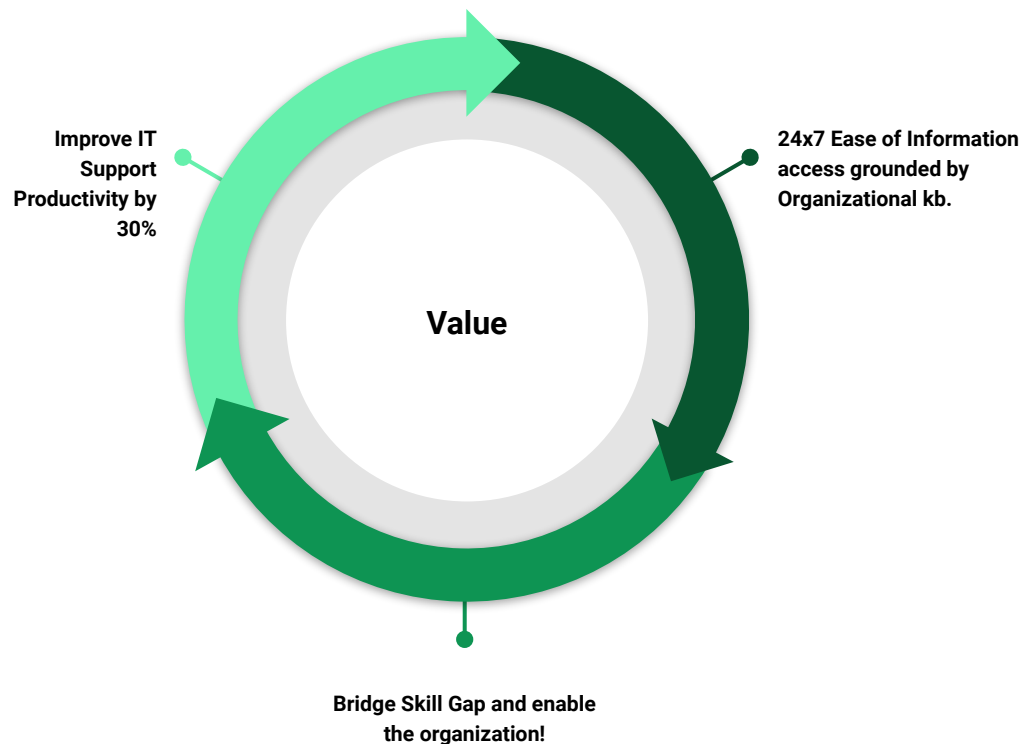 Improve IT
Support
Productivity by
30%
24x7 Ease of Information
access grounded by
Organizational kb.
Value
Bridge Skill Gap and enable
the organization!